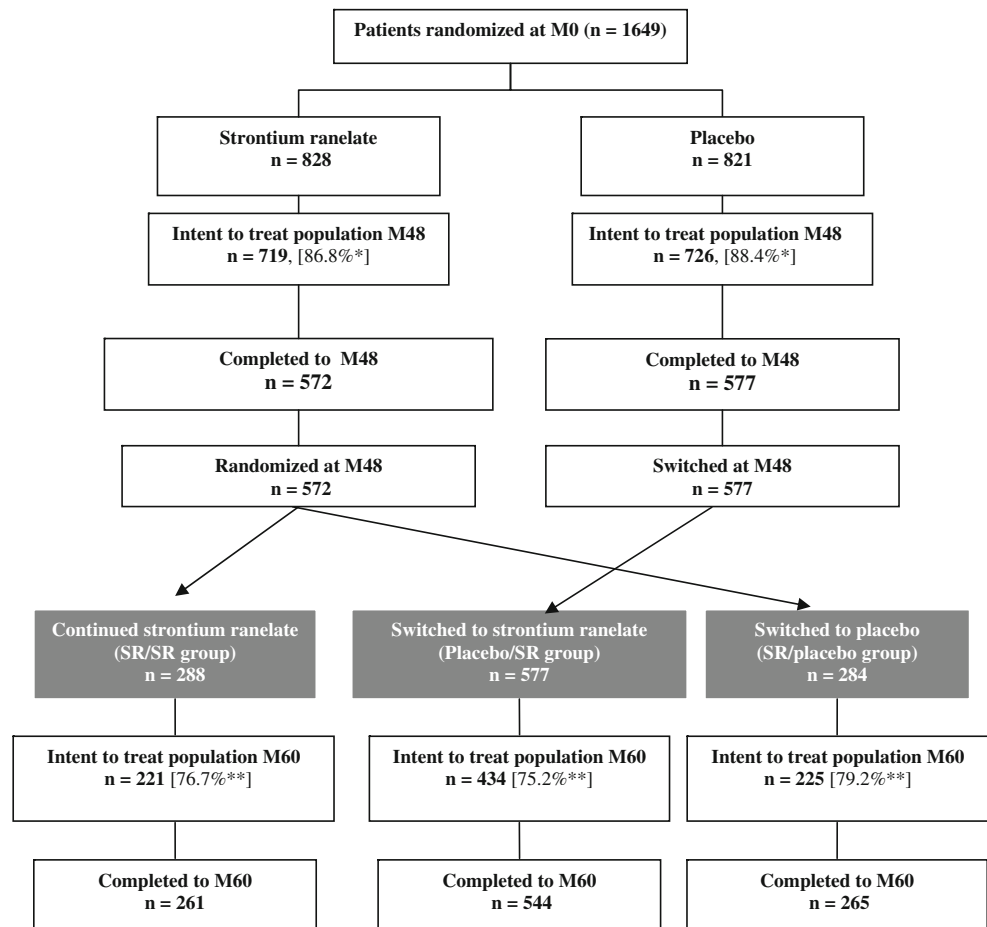 Patients randomized at M0 (n = 1649)
Strontium ranelate
n = 828
Placebo
n = 821
Intent to treat population M48
n = 719, [86.8%*]
Intent to treat population M48
n = 726, [88.4%*]
Completed to M48
n = 572
Completed to M48
n = 577
Randomized at M48
n = 572
Switched at M48
n = 577
Continued strontium ranelate
(SR/SR group)
n = 288
Switched to strontium ranelate
(Placebo/SR group)
n = 577
Switched to placebo
(SR/placebo group)
n = 284
Intent to treat population M60
n = 221 [76.7%**]
Intent to treat population M60
n = 434 [75.2%**]
Intent to treat population M60
n = 225 [79.2%**]
Completed to M60
n = 261
Completed to M60
n = 544
Completed to M60
n = 265